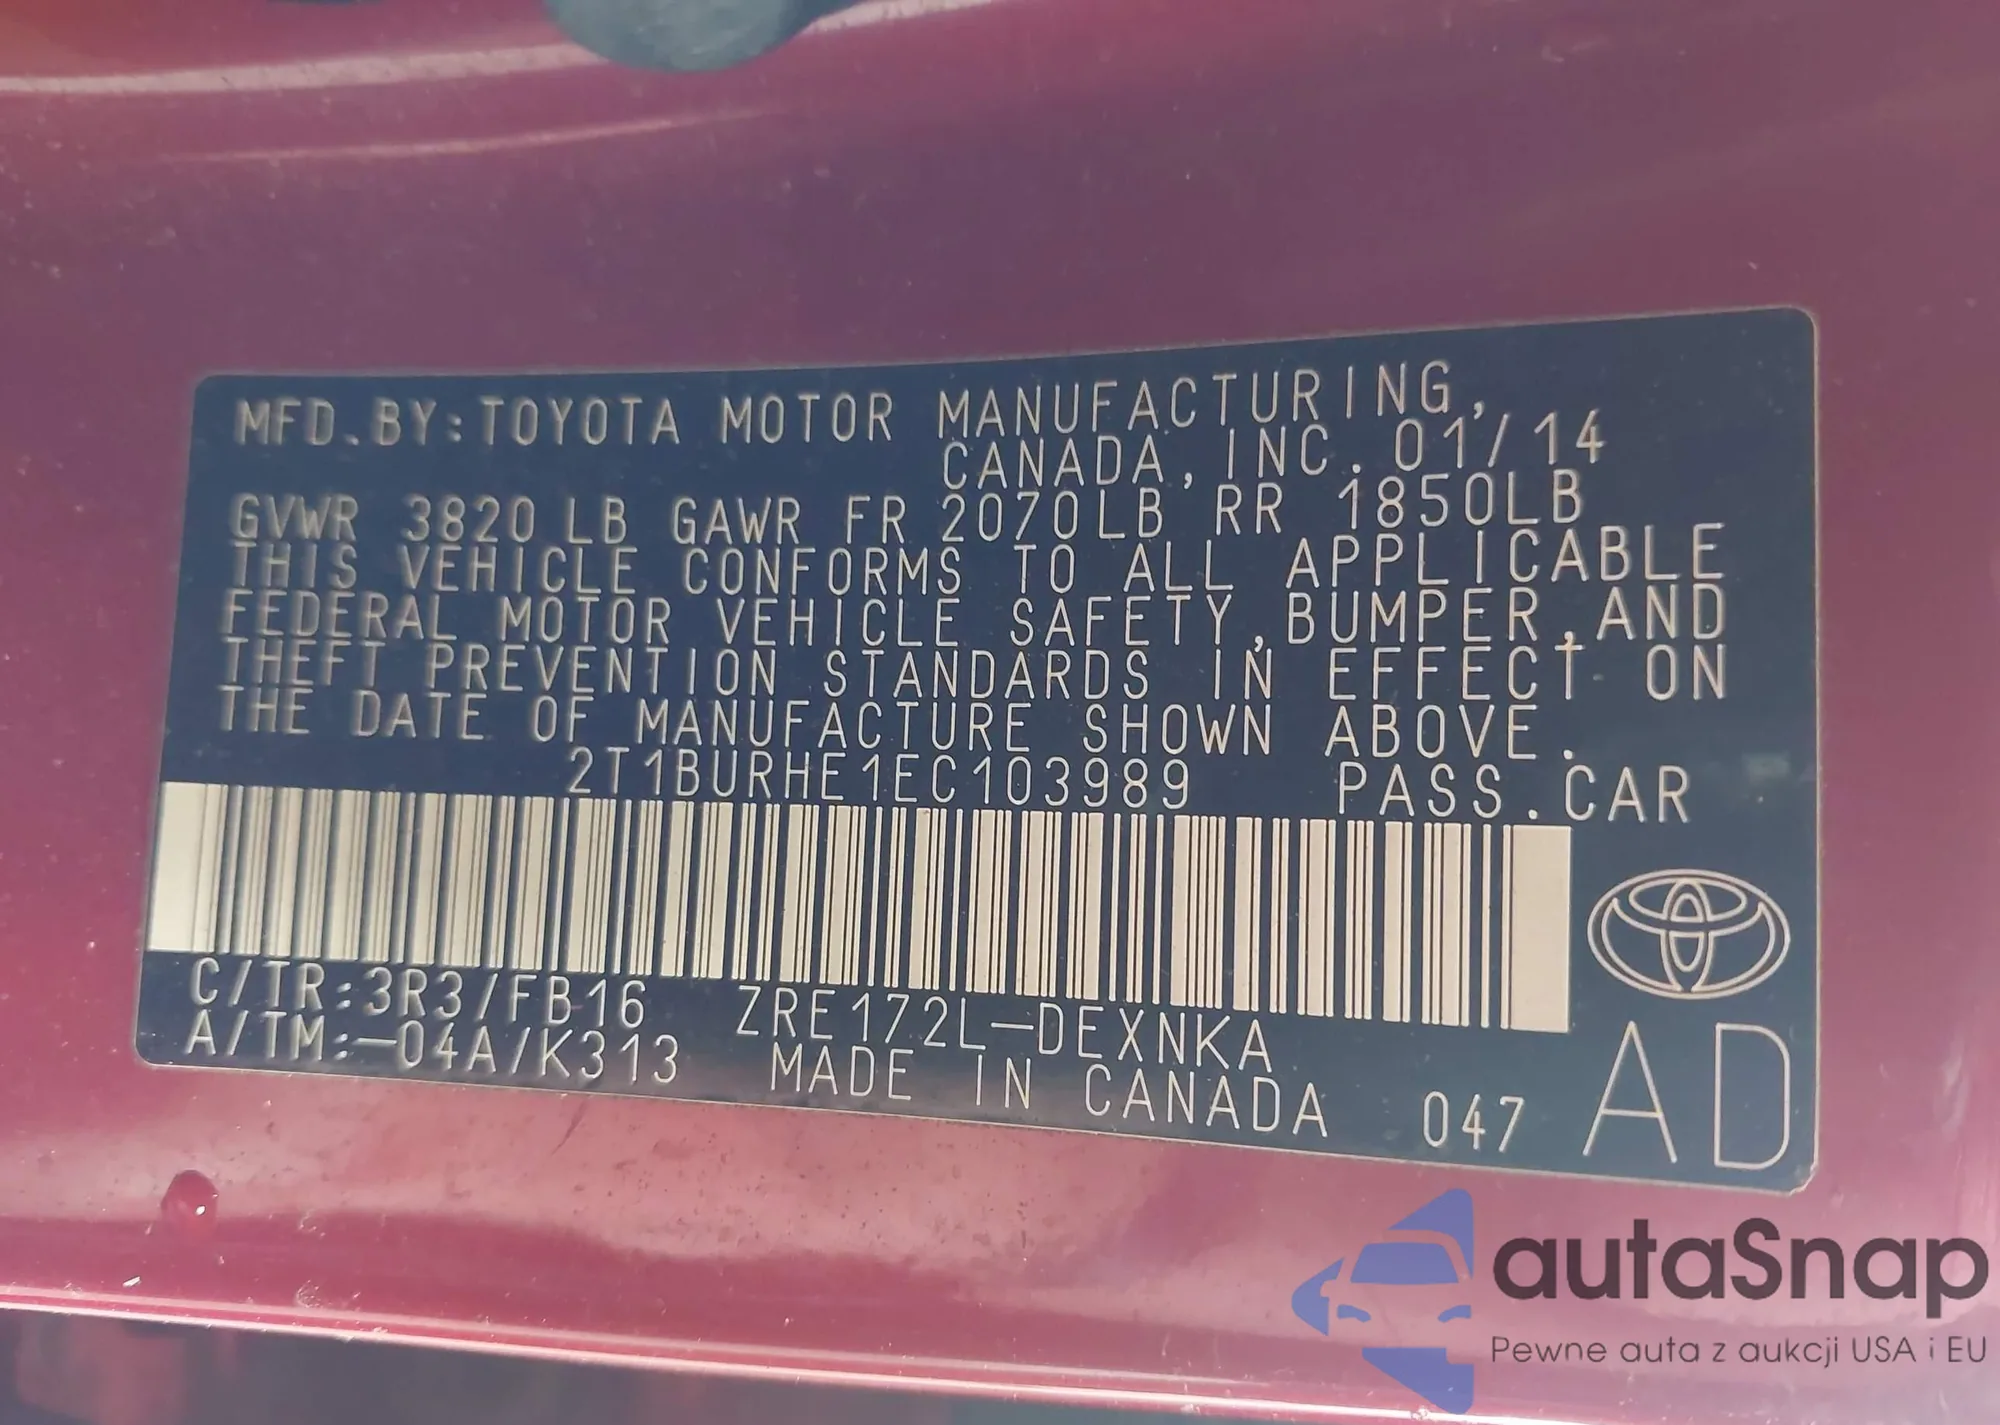 MFD. BY: TOYOTA MOTOR MANUFACTURING,
CANADA, INC. 01/14
GVWR 3820 LB GAWR FR 2070LB RR 1850LB
THIS VEHICLE CONFORMS TO ALL APPLICABLE
FEDERAL MOTOR VEHICLE SAFETY, BUMPER, AND
THEFT PREVENTION STANDARDS IN EFFECT ON
THE DATE OF MANUFACTURE SHOWN ABOVE.
2T1BURHE1EC103989 PASS. CAR
C/TR: 3R3/FB16 ZRE172L-DEXNKA
A/TM: -04A/K313 MADE IN CANADA 047 AD
autaSnap
Pewne auta z aukcji USA i EU